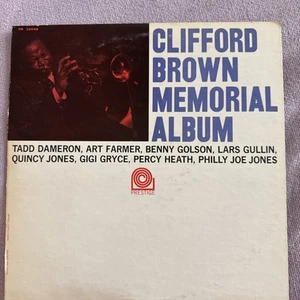 CLIFFORD
BROWN
MEMORIAL
ALBUM
TADD DAMERON, ART FARMER, BENNY GOLSON, LARS GULLIN,
QUINCY JONES, GIGI GRYCE, PERCY HEATH, PHILLY JOE JONES
PRESTIGE